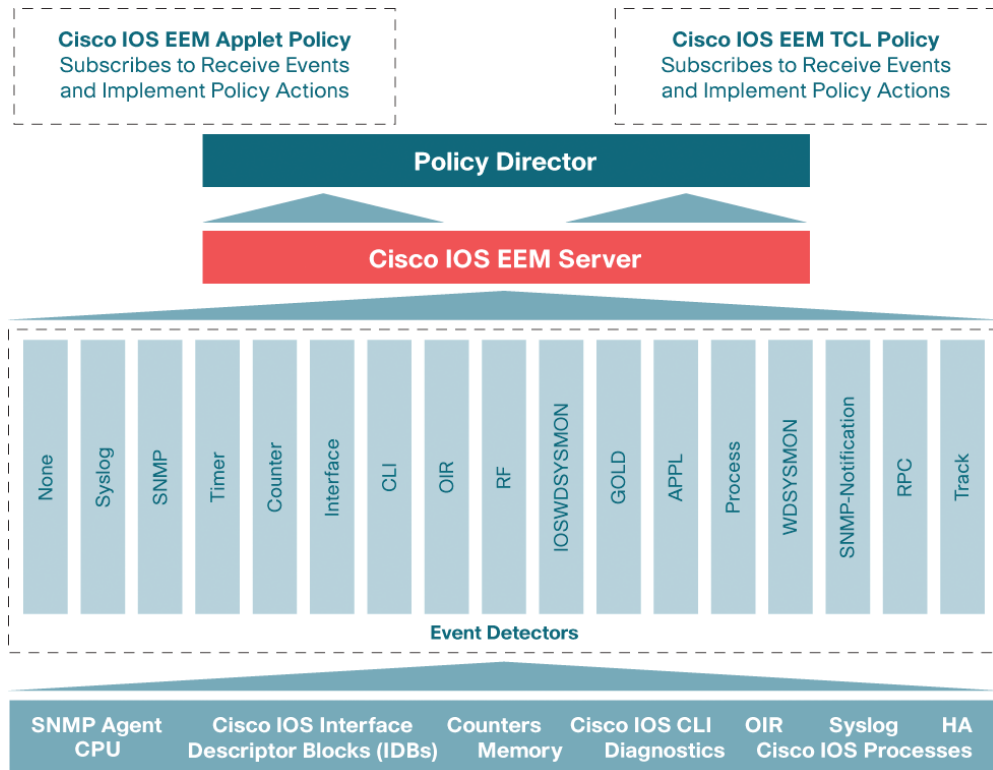 Cisco IOS EEM Applet Policy
Subscribes to Receive Events
and Implement Policy Actions
Cisco IOS EEM TCL Policy
Subscribes to Receive Events
and Implement Policy Actions
Policy Director
Cisco IOS EEM Server
None
Syslog
SNMP
Timer
Counter
Interface
CLI
OIR
RF
IOSWDSYSMON
GOLD
APPL
Process
WDSYSMON
SNMP-Notification
RPC
Track
Event Detectors
SNMP Agent Cisco IOS Interface Counters Cisco IOS CLI OIR Syslog HA
CPU Descriptor Blocks (IDBs) Memory Diagnostics Cisco IOS Processes